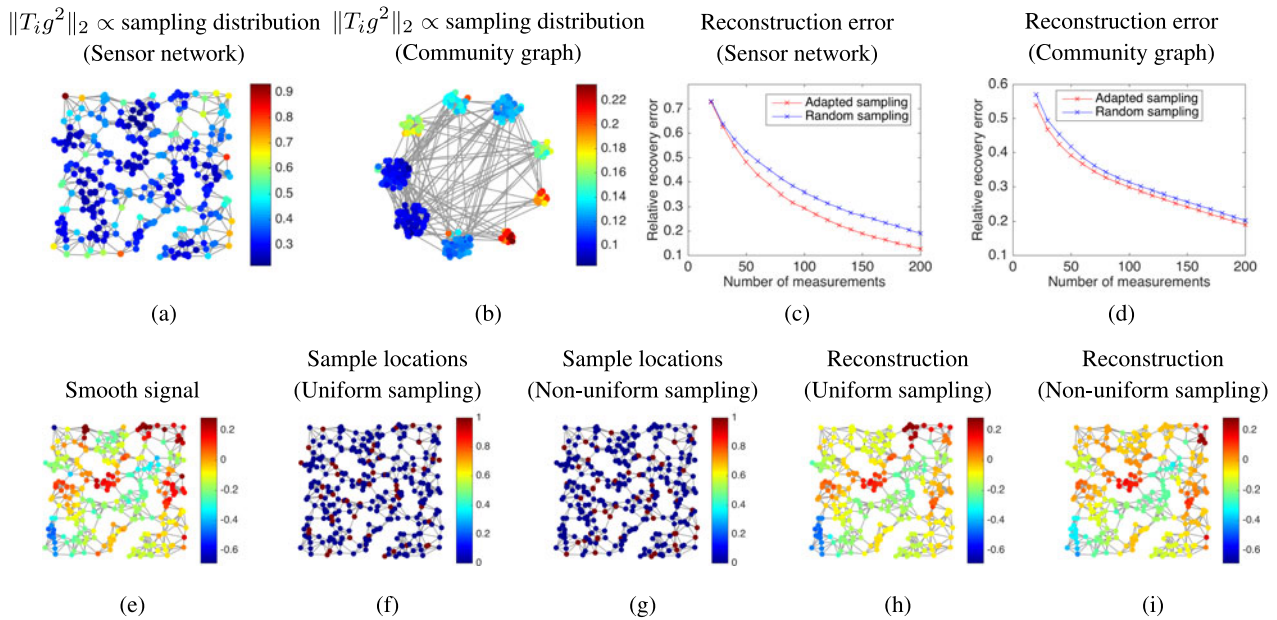 ‖T_i g^2‖_2 ∝ sampling distribution
(Sensor network)
‖T_i g^2‖_2 ∝ sampling distribution
(Community graph)
Reconstruction error
(Sensor network)
Reconstruction error
(Community graph)
0.9
0.8
0.7
0.6
0.5
0.4
0.3
0.22
0.2
0.18
0.16
0.14
0.12
0.1
Relative recovery error
0.7
0.6
0.5
0.4
0.3
0.2
0.1
Adapted sampling
Random sampling
0 50 100 150 200
Number of measurements
Relative recovery error
0.6
0.5
0.4
0.3
0.2
0.1
Adapted sampling
Random sampling
0 50 100 150 200
Number of measurements
(a)
(b)
(c)
(d)
Smooth signal
Sample locations
(Uniform sampling)
Sample locations
(Non-uniform sampling)
Reconstruction
(Uniform sampling)
Reconstruction
(Non-uniform sampling)
0.2
0
-0.2
-0.4
-0.6
1
0.8
0.6
0.4
0.2
0
1
0.8
0.6
0.4
0.2
0
0.2
0
-0.2
-0.4
-0.6
0.2
0
-0.2
-0.4
-0.6
(e)
(f)
(g)
(h)
(i)